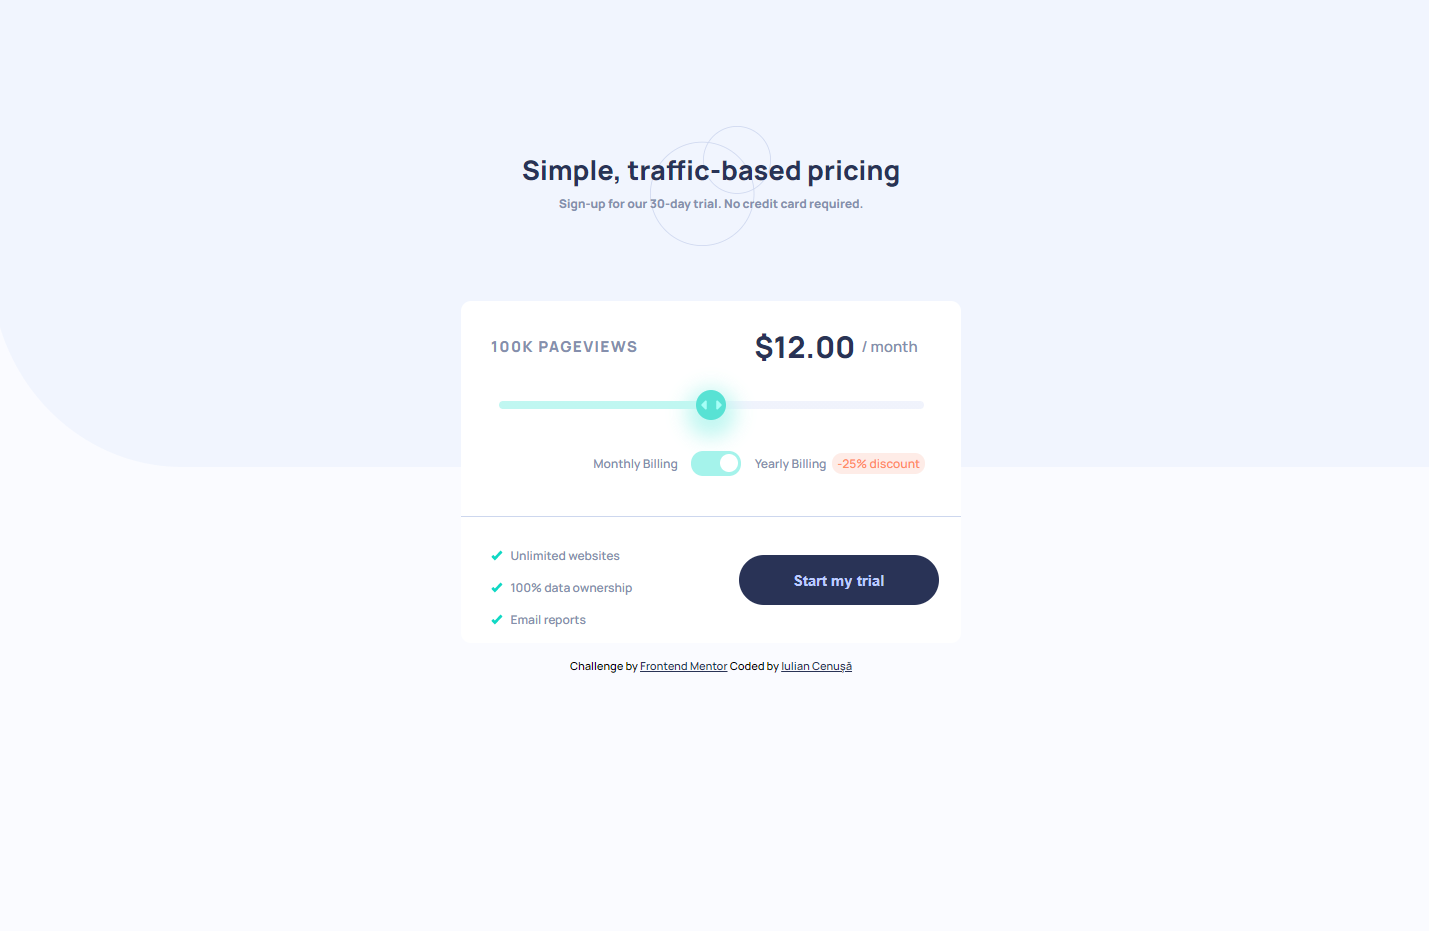 Simple, traffic-based pricing
Sign-up for our 30-day trial. No credit card required.
100K PAGEVIEWS
$12.00 / month
Monthly Billing
Yearly Billing -25% discount
Unlimited websites
100% data ownership
Email reports
Start my trial
Challenge by Frontend Mentor Coded by Iulian Cenușă